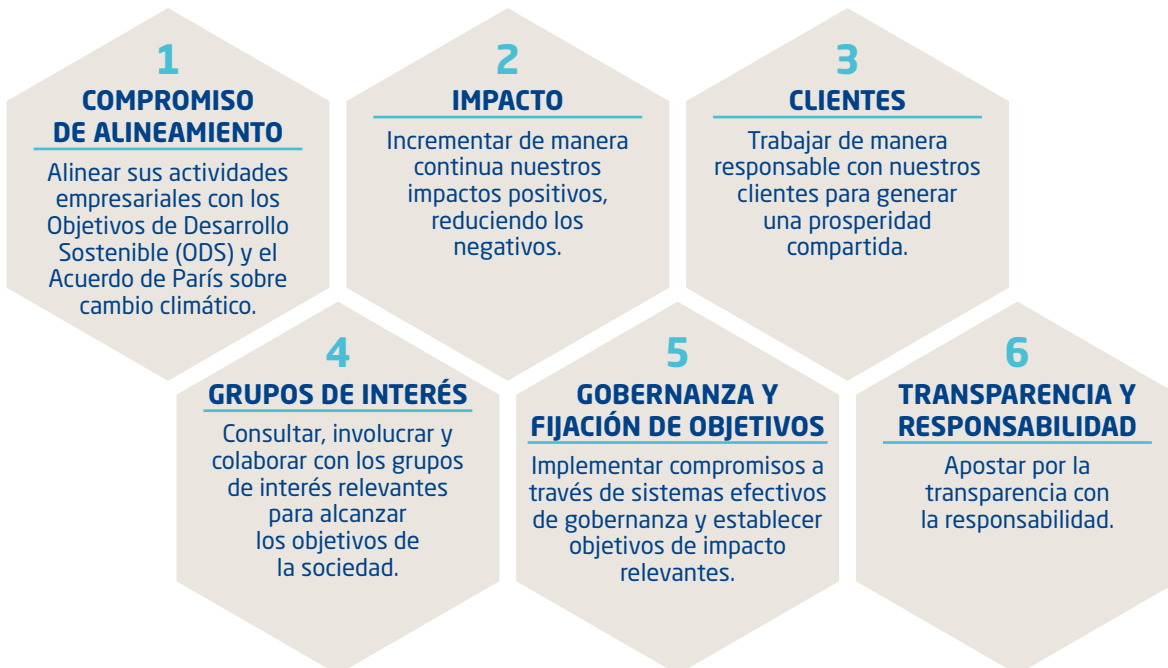 1
COMPROMISO
DE ALINEAMIENTO
Alinear sus actividades
empresariales con los
Objetivos de Desarrollo
Sostenible (ODS) y el
Acuerdo de París sobre
cambio climático.
2
IMPACTO
Incrementar de manera
continua nuestros
impactos positivos,
reduciendo los
negativos.
3
CLIENTES
Trabajar de manera
responsable con nuestros
clientes para generar
una prosperidad
compartida.
4
GRUPOS DE INTERÉS
Consultar, involucrar y
colaborar con los grupos
de interés relevantes
para alcanzar
los objetivos de
la sociedad.
5
GOBERNANZA Y
FIJACIÓN DE OBJETIVOS
Implementar compromisos a
través de sistemas efectivos
de gobernanza y establecer
objetivos de impacto
relevantes.
6
TRANSPARENCIA Y
RESPONSABILIDAD
Apostar por la
transparencia con
la responsabilidad.